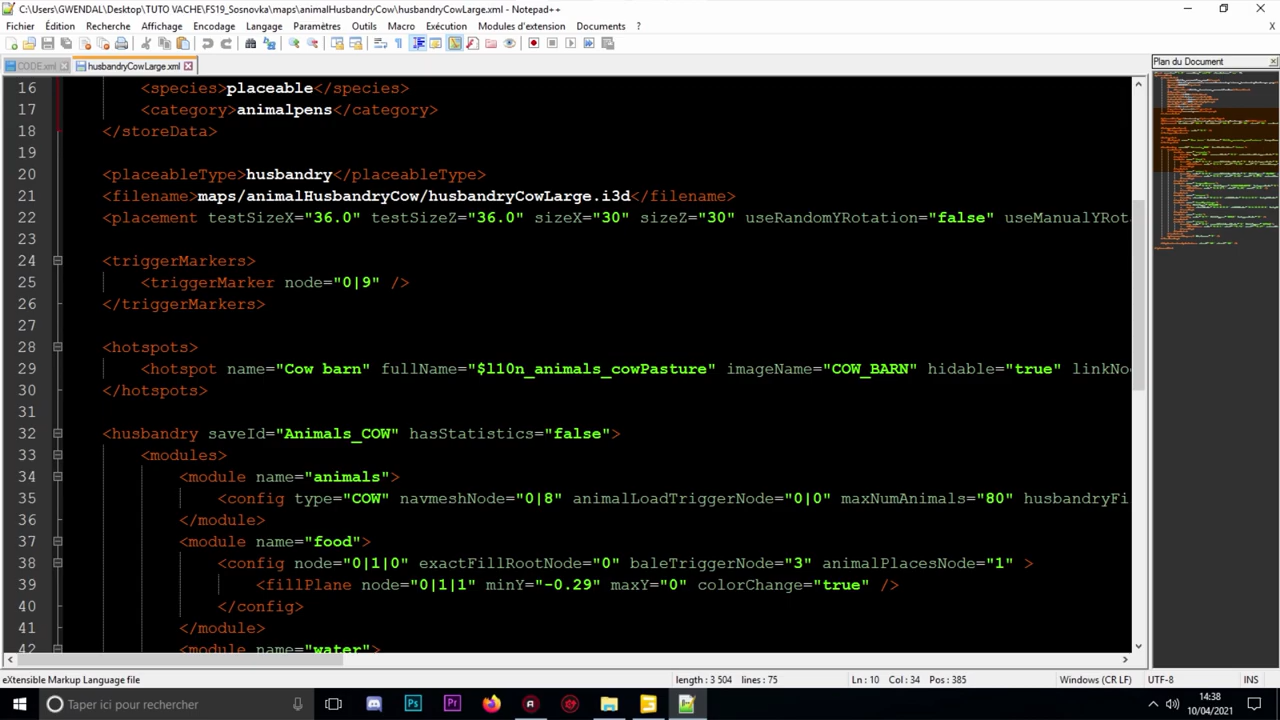 C:\Users\GWENDAL\Desktop\TUTO VACHE\FS19_Sosnovka\maps\animalHusbandryCow\husbandryCowLarge.xml - Notepad++
Fichier Édition Recherche Affichage Encodage Langage Paramètres Outils Macro Exécution Modules d'extension Documents ?
CODE.xml husbandryCowLarge.xml
Plan du Document
16 <species>placeable</species>
17 <category>animalpens</category>
18 </storeData>
19
20 <placeableType>husbandry</placeableType>
21 <filename>maps/animalHusbandryCow/husbandryCowLarge.i3d</filename>
22 <placement testSizeX="36.0" testSizeZ="36.0" sizeX="30" sizeZ="30" useRandomYRotation="false" useManualYRot
23
24 <triggerMarkers>
25 <triggerMarker node="0|9" />
26 </triggerMarkers>
27
28 <hotspots>
29 <hotspot name="Cow barn" fullName="$l10n_animals_cowPasture" imageName="COW_BARN" hidable="true" linkNo
30 </hotspots>
31
32 <husbandry saveId="Animals_COW" hasStatistics="false">
33 <modules>
34 <module name="animals">
35 <config type="COW" navmeshNode="0|8" animalLoadTriggerNode="0|0" maxNumAnimals="80" husbandryFi
36 </module>
37 <module name="food">
38 <config node="0|1|0" exactFillRootNode="0" baleTriggerNode="3" animalPlacesNode="1" >
39 <fillPlane node="0|1|1" minY="-0.29" maxY="0" colorChange="true" />
40 </config>
41 </module>
42 <module name="water">
eXtensible Markup Language file length : 3 504 lines : 75 Ln : 10 Col : 34 Pos : 385 Windows (CR LF) UTF-8 INS
Taper ici pour rechercher
14:38
10/04/2021